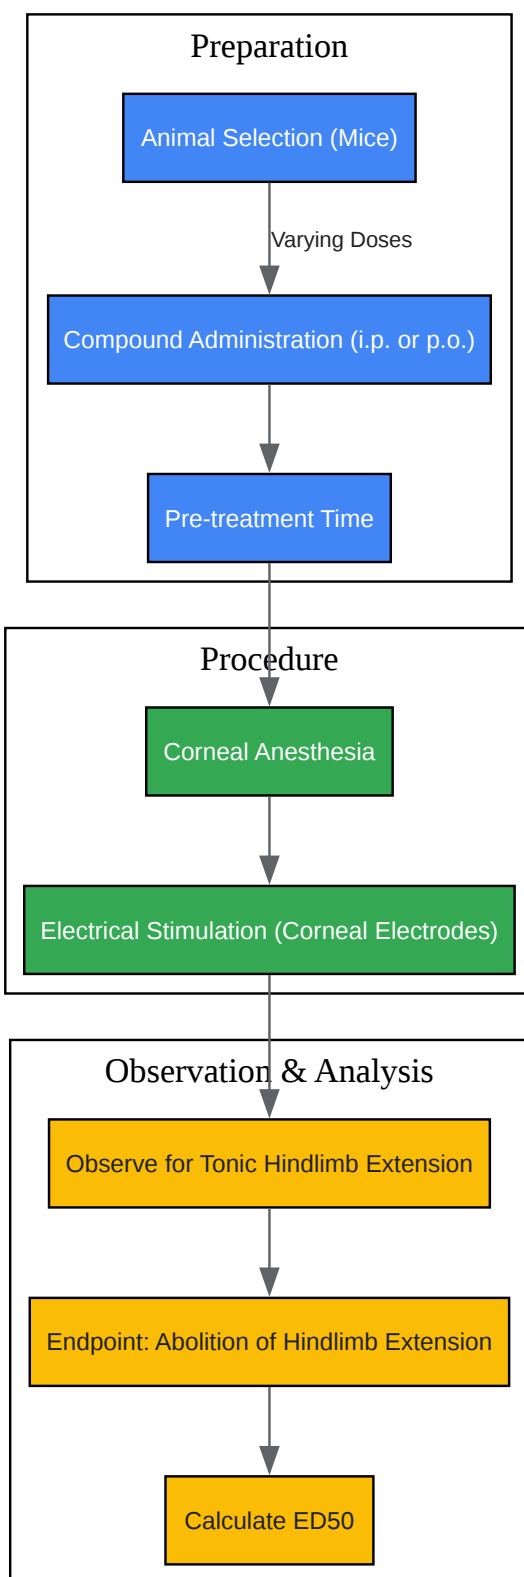 Preparation
Animal Selection (Mice)
Varying Doses
Compound Administration (i.p. or p.o.)
Pre-treatment Time
Procedure
Corneal Anesthesia
Electrical Stimulation (Corneal Electrodes)
Observation & Analysis
Observe for Tonic Hindlimb Extension
Endpoint: Abolition of Hindlimb Extension
Calculate ED50